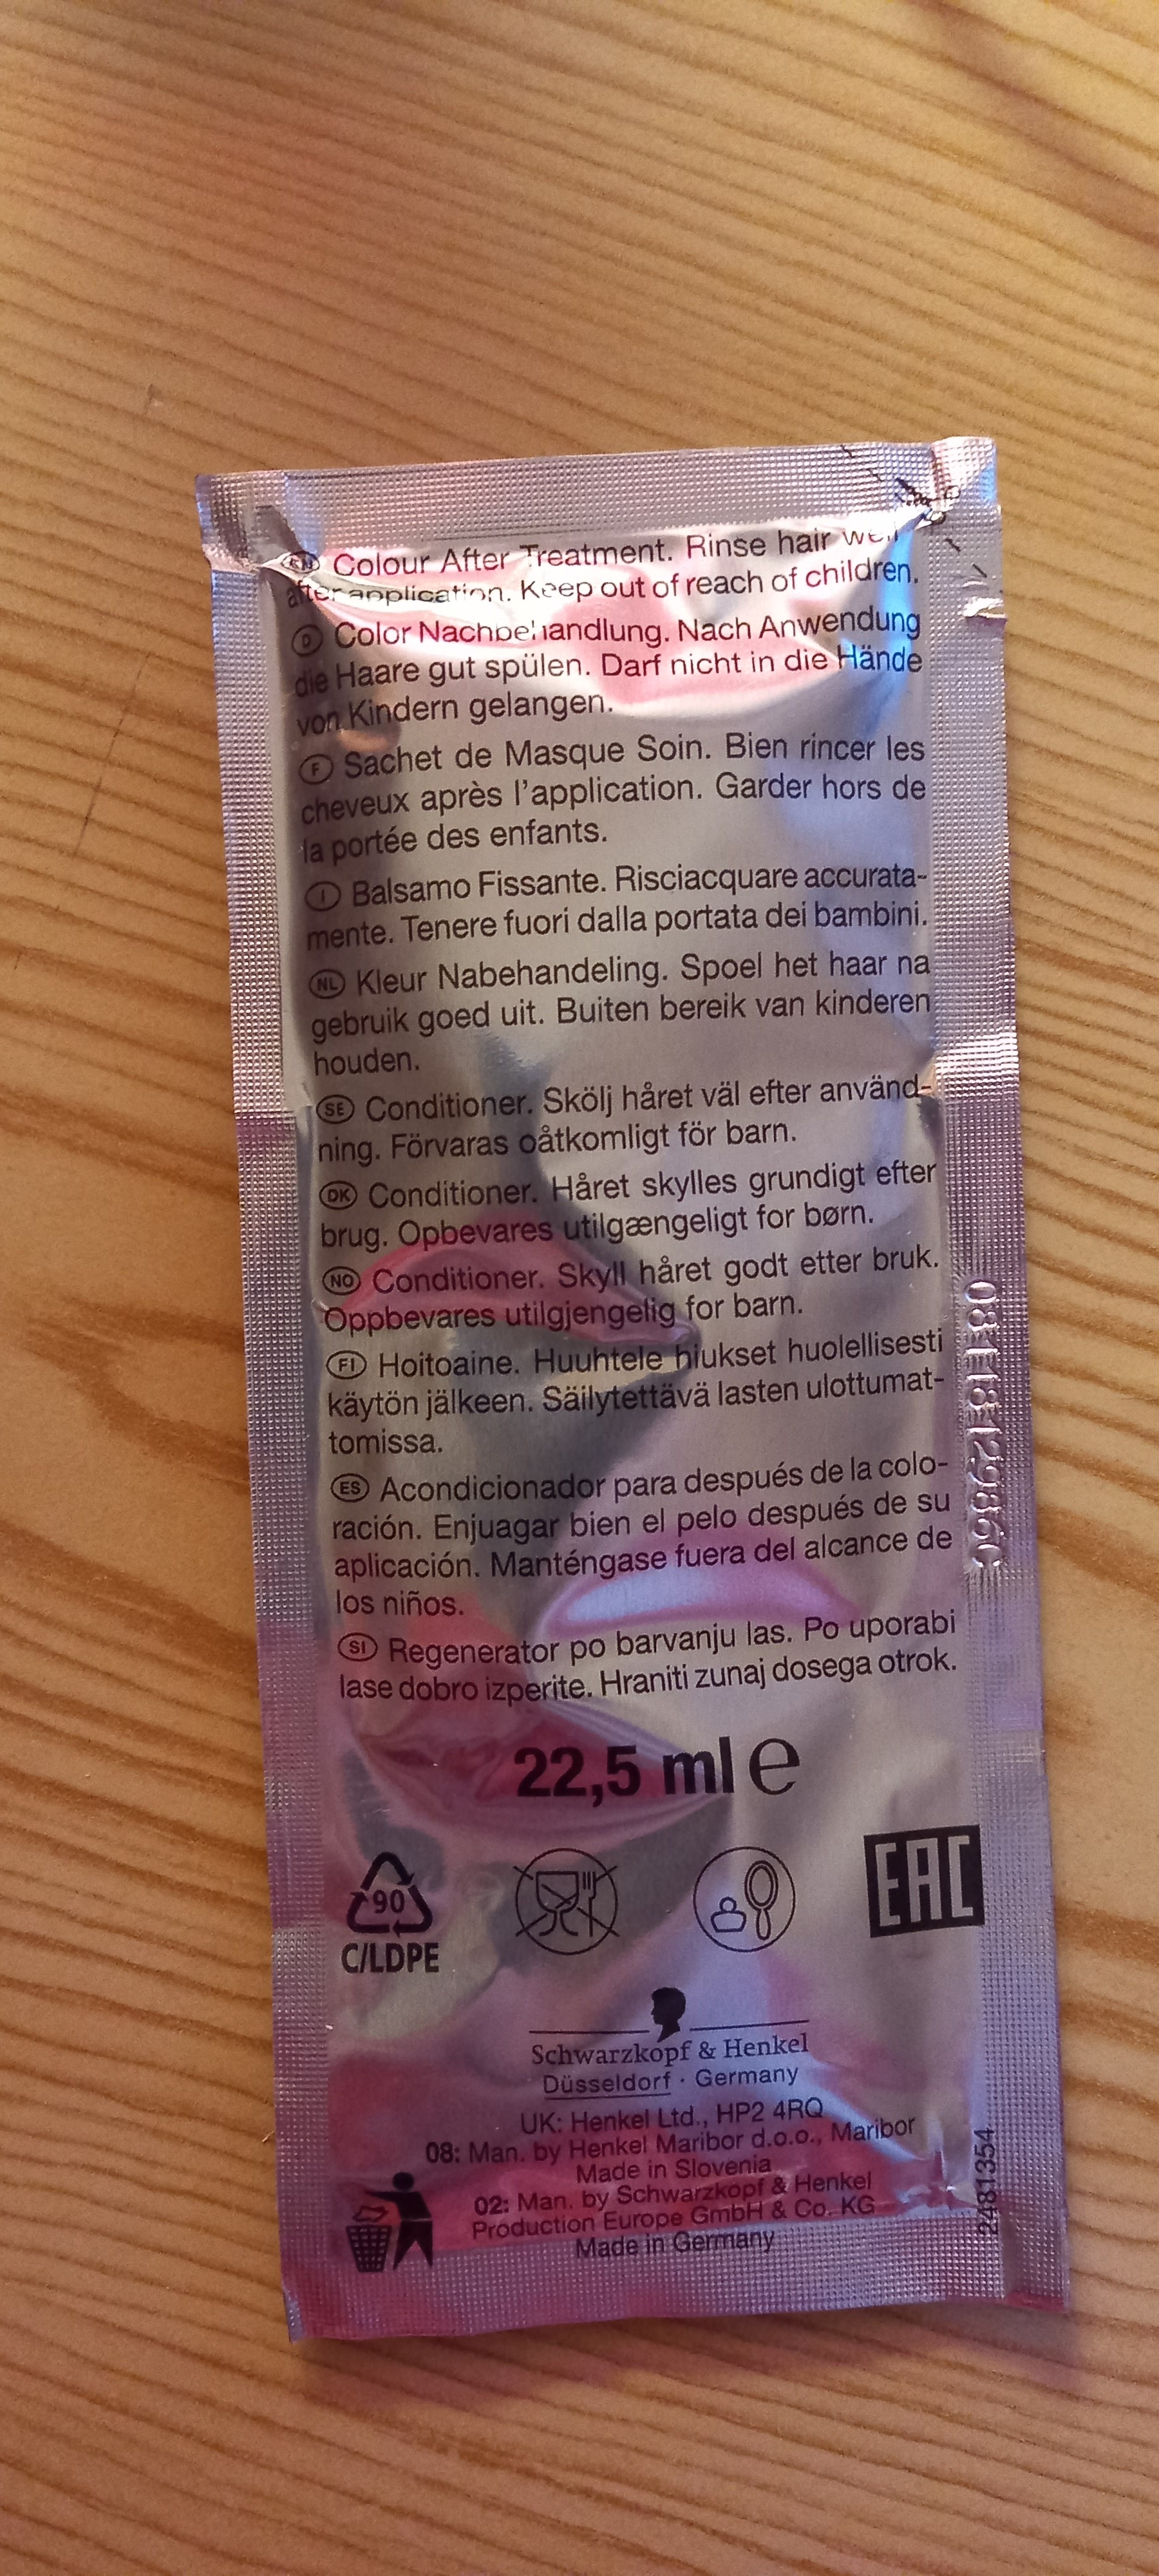 EN Colour After Treatment. Rinse hair well
after application. Keep out of reach of children.
D Color Nachbehandlung. Nach Anwendung
die Haare gut spülen. Darf nicht in die Hände
von Kindern gelangen.
F Sachet de Masque Soin. Bien rincer les
cheveux après l'application. Garder hors de
la portée des enfants.
I Balsamo Fissante. Risciacquare accurata-
mente. Tenere fuori dalla portata dei bambini.
NL Kleur Nabehandeling. Spoel het haar na
gebruik goed uit. Buiten bereik van kinderen
houden.
SE Conditioner. Skölj håret väl efter använd-
ning. Förvaras oåtkomligt för barn.
DK Conditioner. Håret skylles grundigt efter
brug. Opbevares utilgængeligt for børn.
NO Conditioner. Skyll håret godt etter bruk.
Oppbevares utilgjengelig for barn.
FI Hoitoaine. Huuhtele hiukset huolellisesti
käytön jälkeen. Säilytettävä lasten ulottumat-
tomissa.
ES Acondicionador para después de la colo-
ración. Enjuagar bien el pelo después de su
aplicación. Manténgase fuera del alcance de
los niños.
SI Regenerator po barvanju las. Po uporabi
lase dobro izperite. Hraniti zunaj dosega otrok.
22,5 ml e
90
C/LDPE
EAC
Schwarzkopf & Henkel
Düsseldorf · Germany
UK: Henkel Ltd., HP2 4RQ
08: Man. by Henkel Maribor d.o.o., Maribor
Made in Slovenia
02: Man. by Schwarzkopf & Henkel
Production Europe GmbH & Co. KG
Made in Germany
2481354